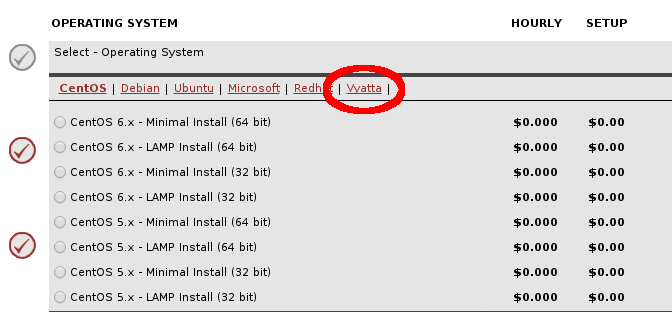 OPERATING SYSTEM HOURLY SETUP
Select - Operating System
CentOS | Debian | Ubuntu | Microsoft | Redh | Vyatta |
CentOS 6.x - Minimal Install (64 bit) $0.000 $0.00
CentOS 6.x - LAMP Install (64 bit) $0.000 $0.00
CentOS 6.x - Minimal Install (32 bit) $0.000 $0.00
CentOS 6.x - LAMP Install (32 bit) $0.000 $0.00
CentOS 5.x - Minimal Install (64 bit) $0.000 $0.00
CentOS 5.x - LAMP Install (64 bit) $0.000 $0.00
CentOS 5.x - Minimal Install (32 bit) $0.000 $0.00
CentOS 5.x - LAMP Install (32 bit) $0.000 $0.00